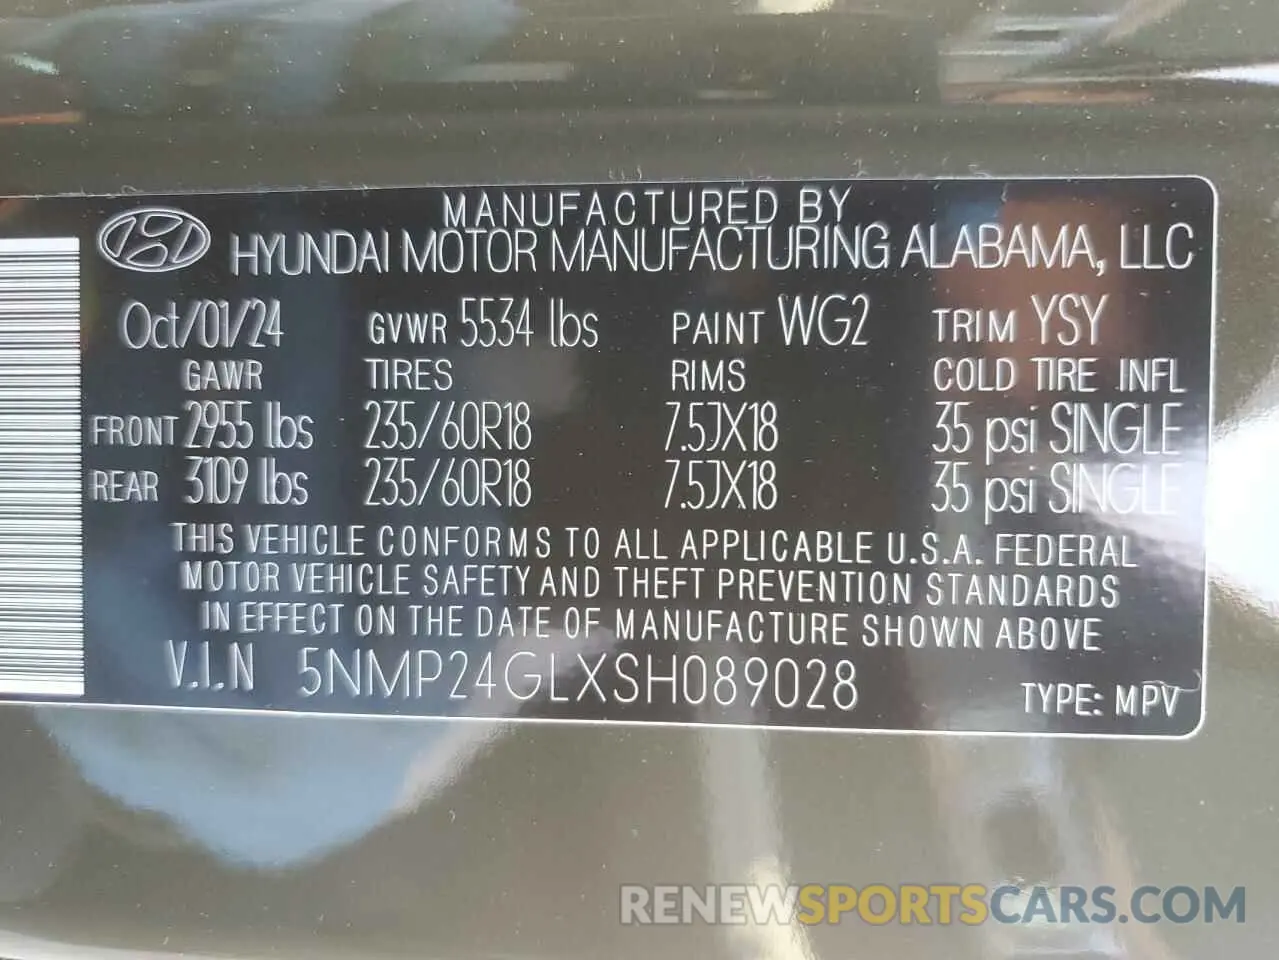 MANUFACTURED BY
HYUNDAI MOTOR MANUFACTURING ALABAMA, LLC
Oct/01/24 GVWR 5534 lbs PAINT WG2 TRIM YSY
GAWR TIRES RIMS COLD TIRE INFL
FRONT 2955 lbs 235/60R18 7.5JX18 35 psi SINGLE
REAR 3109 lbs 235/60R18 7.5JX18 35 psi SINGLE
THIS VEHICLE CONFORMS TO ALL APPLICABLE U.S.A. FEDERAL
MOTOR VEHICLE SAFETY AND THEFT PREVENTION STANDARDS
IN EFFECT ON THE DATE OF MANUFACTURE SHOWN ABOVE
V.I.N 5NMP24GLXSH089028
TYPE: MPV
RENEWSPORTSCARS.COM